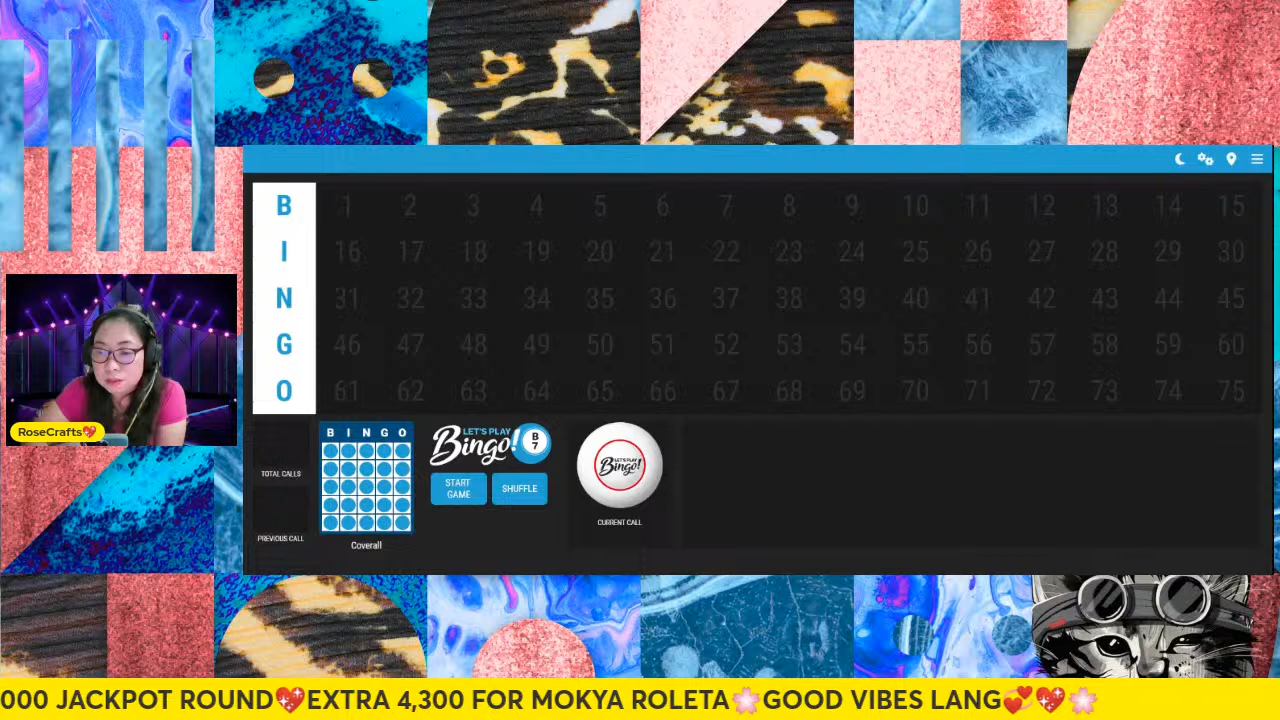 B 1 2 3 4 5 6 7 8 9 10 11 12 13 14 15
I 16 17 18 19 20 21 22 23 24 25 26 27 28 29 30
N 31 32 33 34 35 36 37 38 39 40 41 42 43 44 45
G 46 47 48 49 50 51 52 53 54 55 56 57 58 59 60
O 61 62 63 64 65 66 67 68 69 70 71 72 73 74 75
RoseCrafts💖
TOTAL CALLS
PREVIOUS CALL
B I N G O
Coverall
LET'S PLAY
Bingo!
B
7
START
GAME
SHUFFLE
LET'S PLAY
Bingo!
CURRENT CALL
000 JACKPOT ROUND💖EXTRA 4,300 FOR MOKYA ROLETA🌸GOOD VIBES LANG💞💖🌸